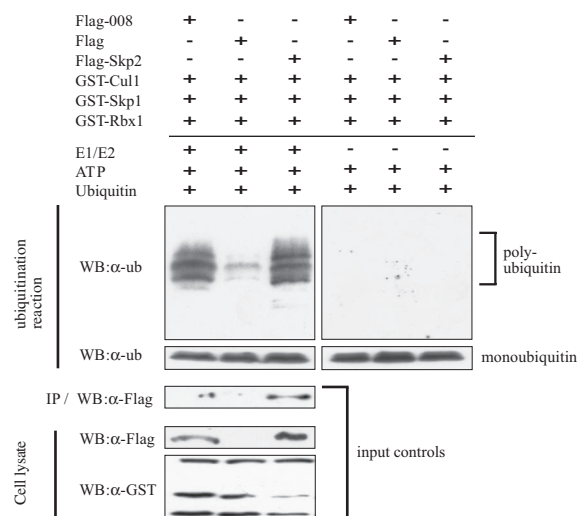 Flag-008 + - - + - -
Flag - + - - + -
Flag-Skp2 - - + - - +
GST-Cul1 + + + + + +
GST-Skp1 + + + + + +
GST-Rbx1 + + + + + +
E1/E2 + + + - - -
ATP + + + + + +
Ubiquitin + + + + + +
ubiquitination
reaction
WB:α-ub
poly-
ubiquitin
WB:α-ub
monoubiquitin
IP / WB:α-Flag
Cell lysate
WB:α-Flag
WB:α-GST
input controls